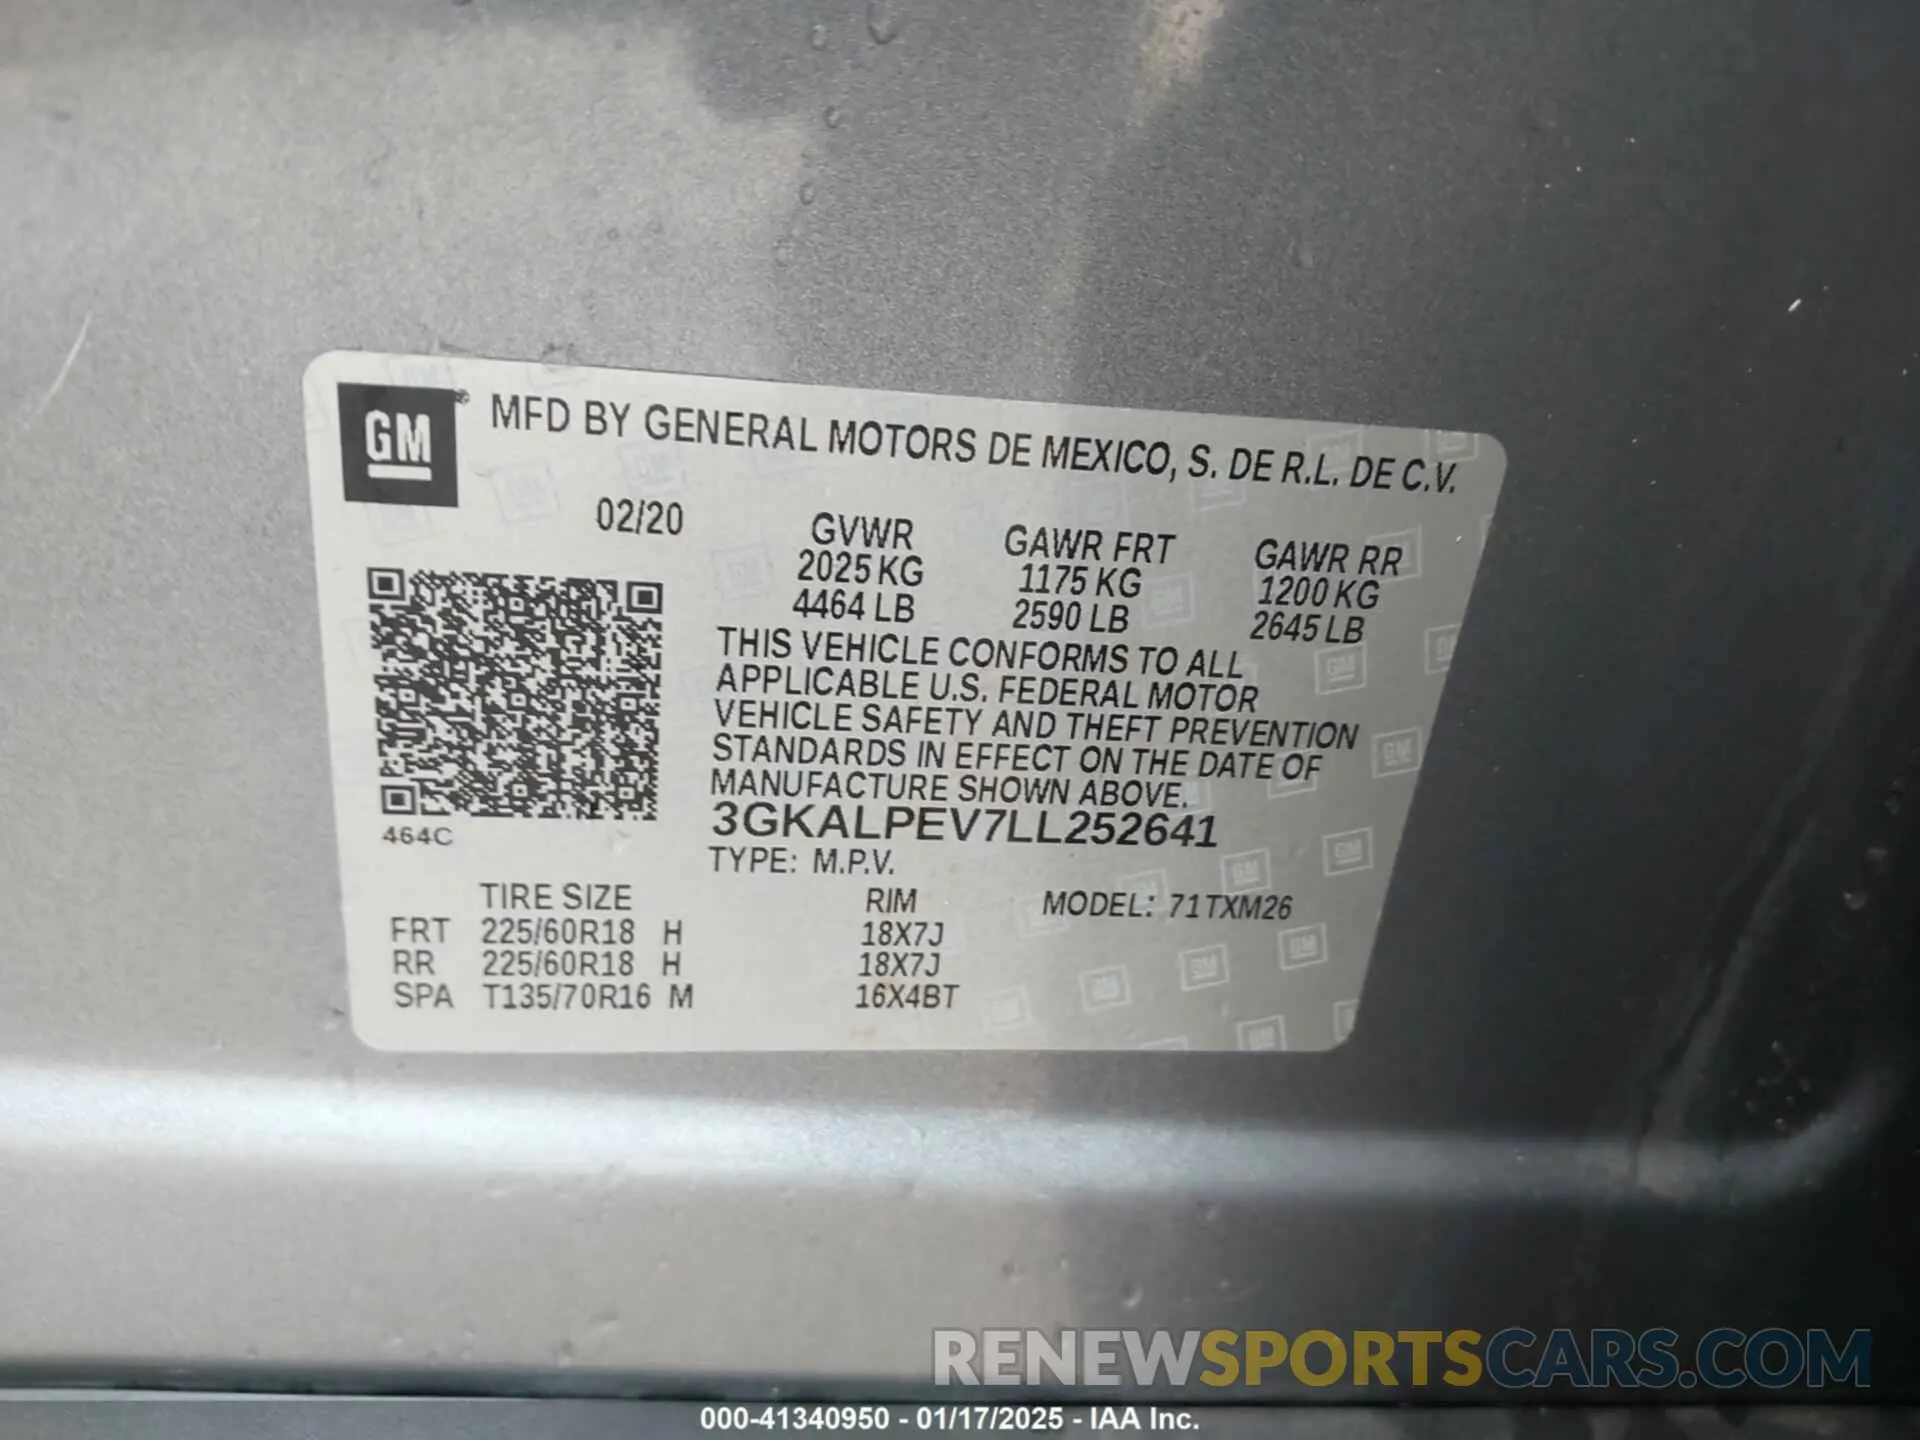 GM® MFD BY GENERAL MOTORS DE MEXICO, S. DE R.L. DE C.V.
02/20
GVWR GAWR FRT GAWR RR
2025 KG 1175 KG 1200 KG
4464 LB 2590 LB 2645 LB
THIS VEHICLE CONFORMS TO ALL
APPLICABLE U.S. FEDERAL MOTOR
VEHICLE SAFETY AND THEFT PREVENTION
STANDARDS IN EFFECT ON THE DATE OF
MANUFACTURE SHOWN ABOVE.
3GKALPEV7LL252641
464C
TYPE: M.P.V.
TIRE SIZE RIM MODEL: 71TXM26
FRT 225/60R18 H 18X7J
RR 225/60R18 H 18X7J
SPA T135/70R16 M 16X4BT
RENEWSPORTSCARS.COM
000-41340950 - 01/17/2025 - IAA Inc.